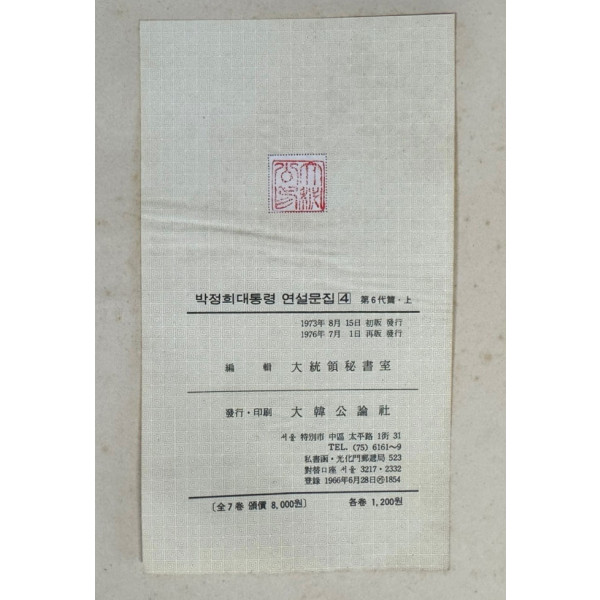 박정희대통령 연설문집 4 第6代篇·上
1973年 8月 15日 初版 發行
1976年 7月 1日 再版 發行
編 輯 大統領秘書室
發行·印刷 大韓公論社
서울 特別市 中區 太平路 1街 31
TEL. (75) 6161～9
私書函·光化門郵遞局 523
對替口座 서울 3217·2332
登錄 1966年6月28日 1854
〔全7卷 頒價 8,000원〕 各卷 1,200원